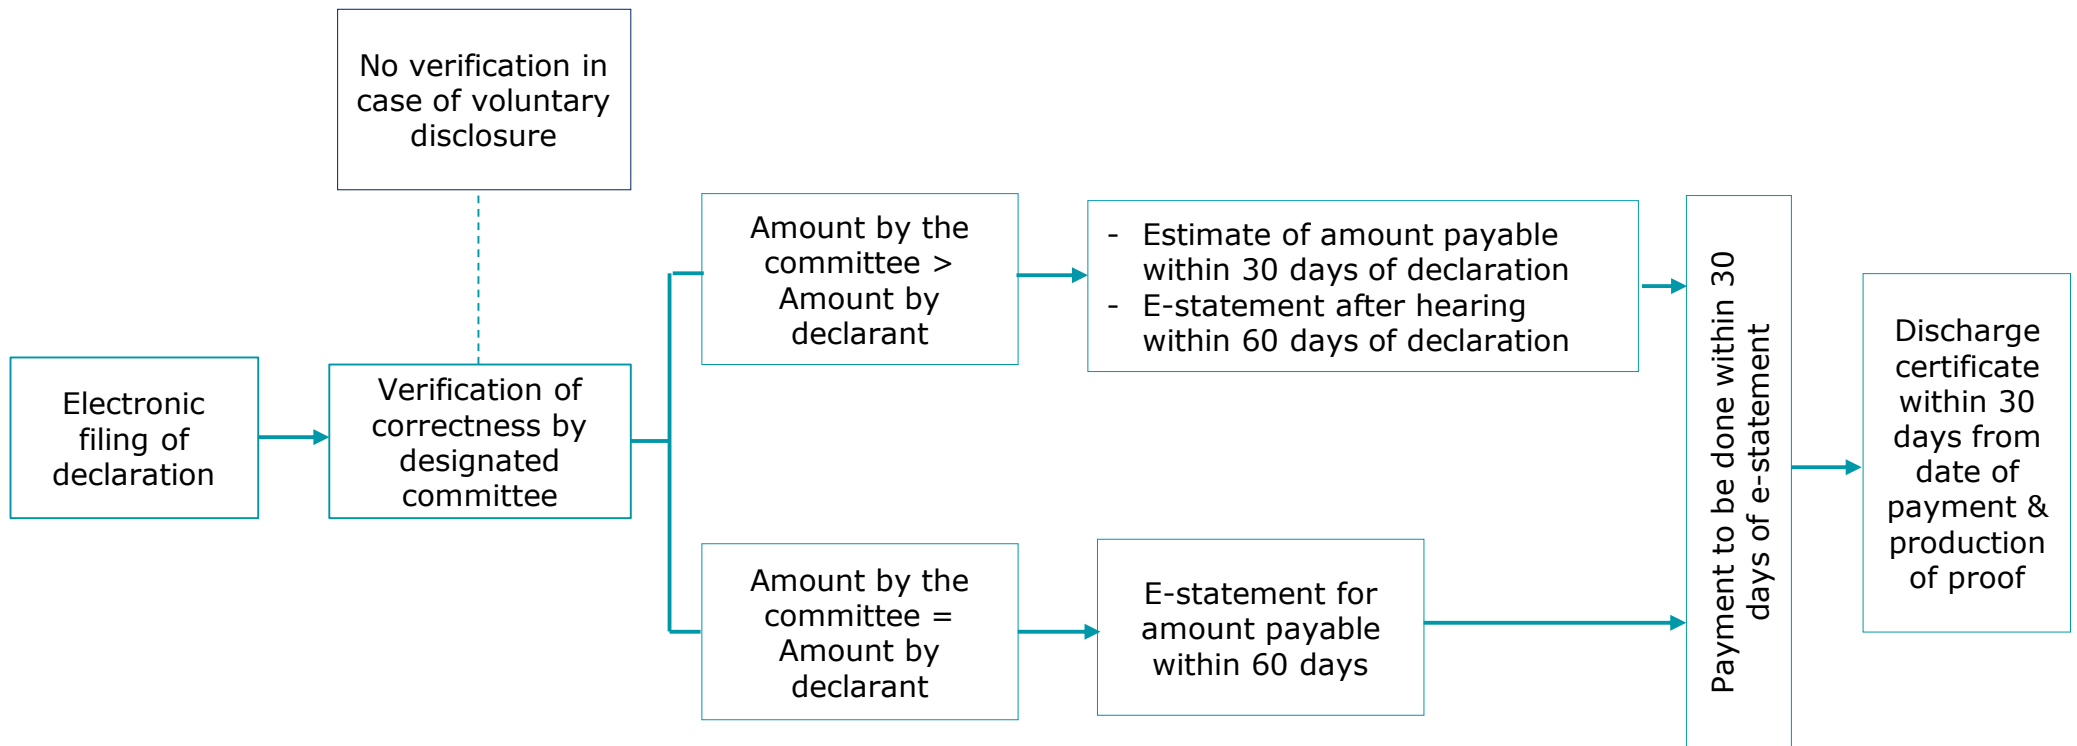 No verification in
case of voluntary
disclosure
Electronic
filing of
declaration
Verification of
correctness by
designated
committee
Amount by the
committee >
Amount by
declarant
- Estimate of amount payable
within 30 days of declaration
- E-statement after hearing
within 60 days of declaration
Amount by the
committee =
Amount by
declarant
E-statement for
amount payable
within 60 days
Payment to be done within 30
days of e-statement
Discharge
certificate
within 30
days from
date of
payment &
production
of proof